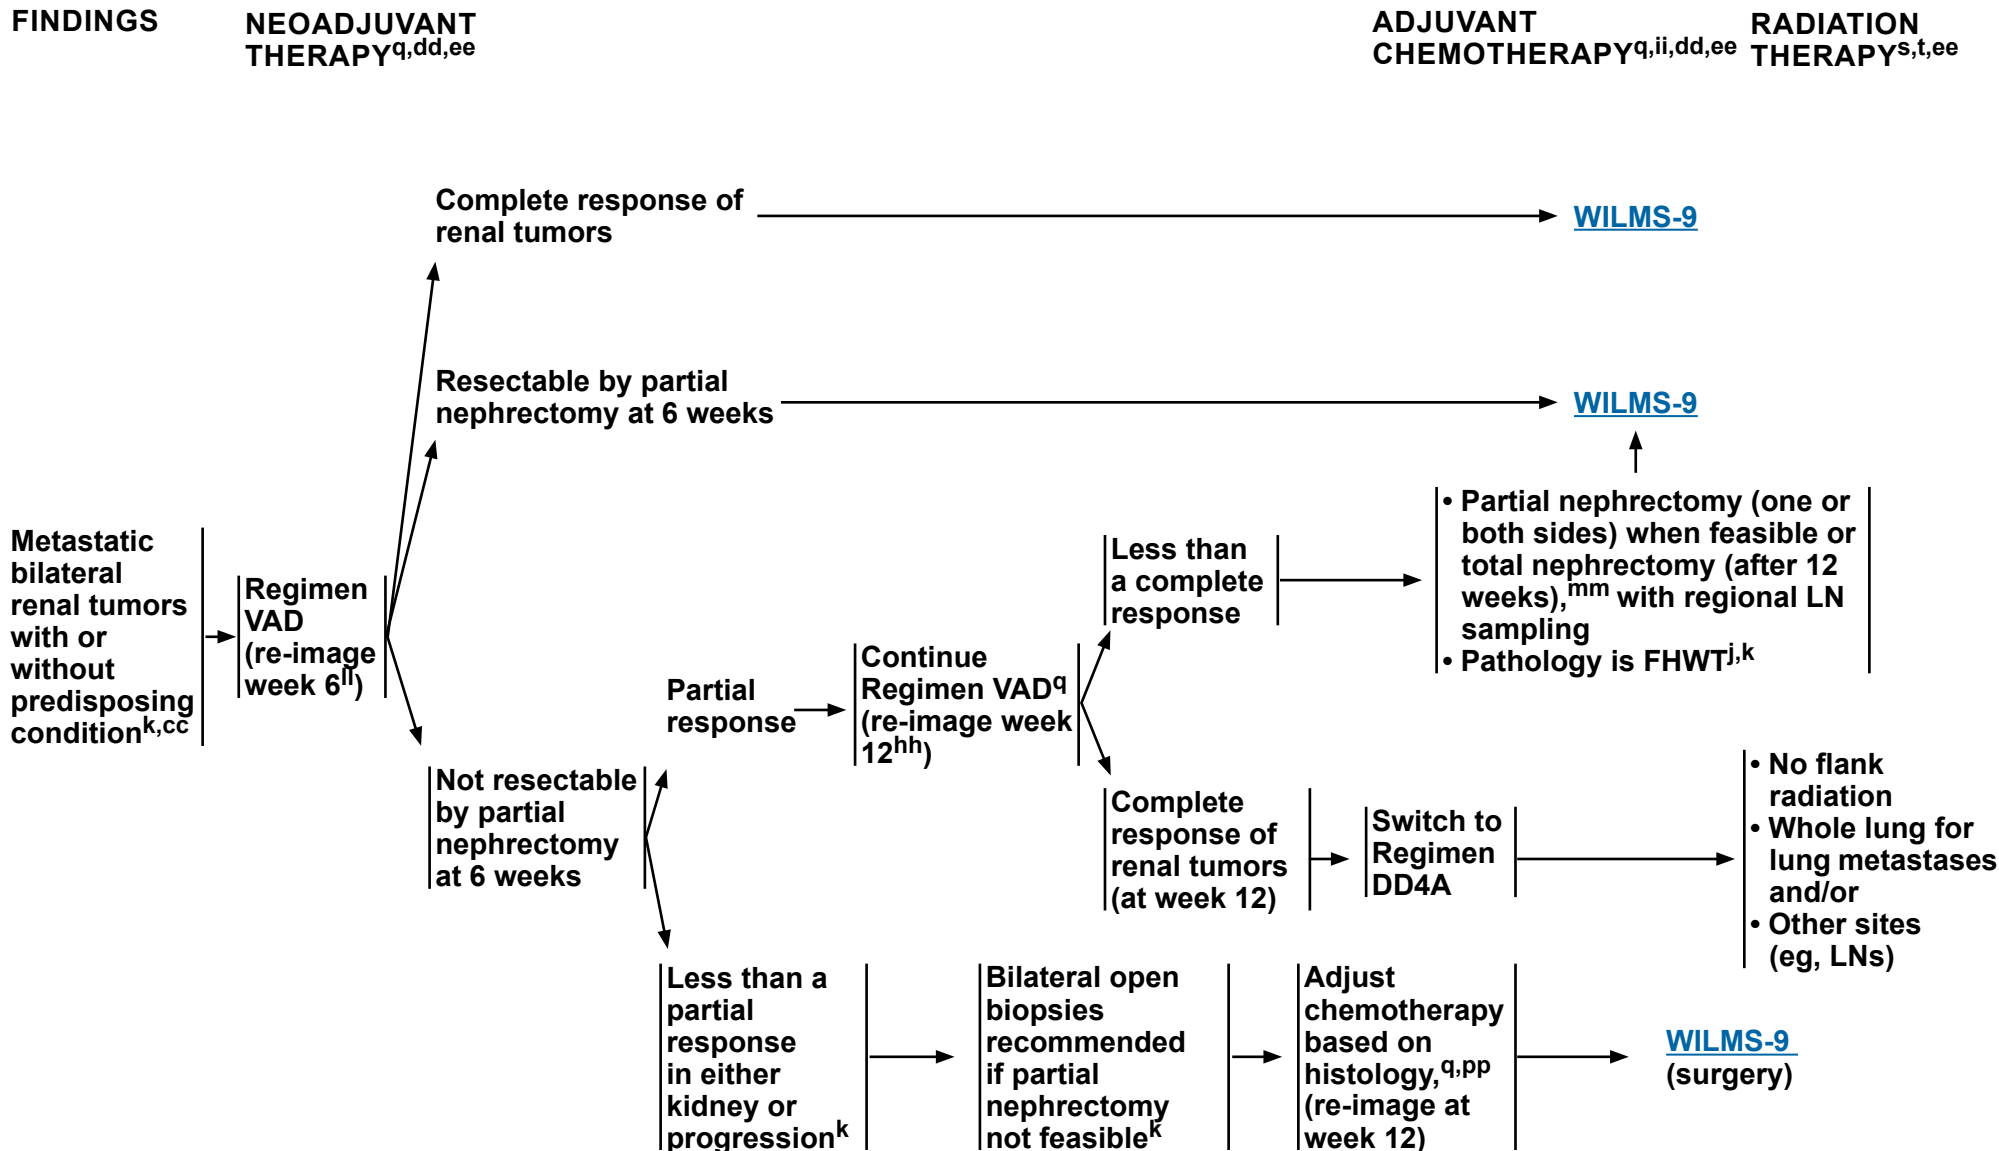 FINDINGS
NEOADJUVANT
THERAPYq,dd,ee
ADJUVANT
CHEMOTHERAPYq,ii,dd,ee
RADIATION
THERAPYs,t,ee
Complete response of
renal tumors
WILMS-9
Resectable by partial
nephrectomy at 6 weeks
WILMS-9
Metastatic
bilateral
renal tumors
with or
without
predisposing
conditionk,cc
Regimen
VAD
(re-image
week 6ll)
Not resectable
by partial
nephrectomy
at 6 weeks
Partial
response
Continue
Regimen VADq
(re-image week
12hh)
Less than
a complete
response
• Partial nephrectomy (one or
both sides) when feasible or
total nephrectomy (after 12
weeks),mm with regional LN
sampling
• Pathology is FHWTj,k
Complete
response of
renal tumors
(at week 12)
Switch to
Regimen
DD4A
• No flank
radiation
• Whole lung for
lung metastases
and/or
• Other sites
(eg, LNs)
Less than a
partial
response
in either
kidney or
progressionk
Bilateral open
biopsies
recommended
if partial
nephrectomy
not feasiblek
Adjust
chemotherapy
based on
histology,q,pp
(re-image at
week 12)
WILMS-9
(surgery)